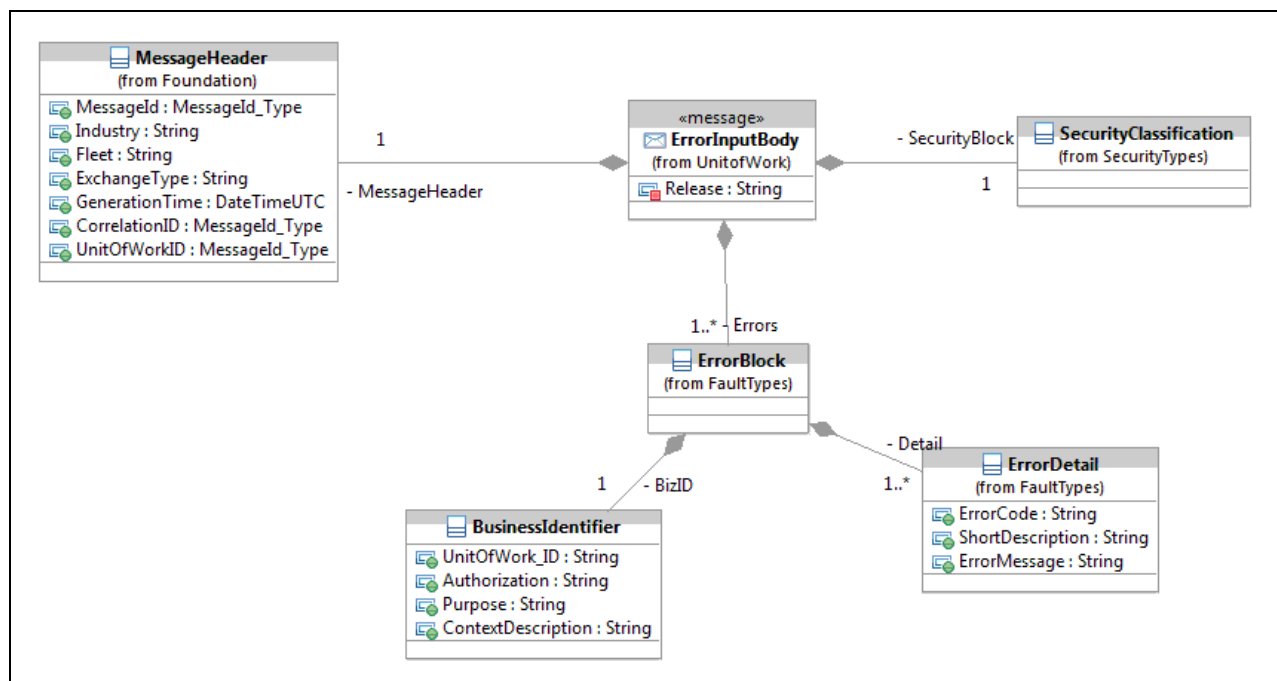 MessageHeader
(from Foundation)
MessageId : MessageId_Type
Industry : String
Fleet : String
ExchangeType : String
GenerationTime : DateTimeUTC
CorrelationID : MessageId_Type
UnitOfWorkID : MessageId_Type
1
- MessageHeader
«message»
ErrorInputBody
(from UnitofWork)
Release : String
- SecurityBlock
1
SecurityClassification
(from SecurityTypes)
1..* - Errors
ErrorBlock
(from FaultTypes)
1 - BizID
- Detail
1..*
BusinessIdentifier
UnitOfWork_ID : String
Authorization : String
Purpose : String
ContextDescription : String
ErrorDetail
(from FaultTypes)
ErrorCode : String
ShortDescription : String
ErrorMessage : String